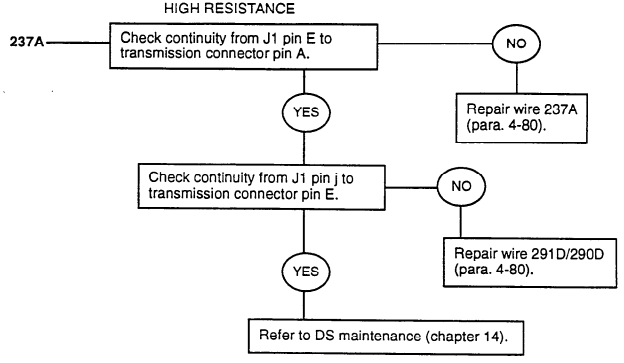 HIGH RESISTANCE
237A
Check continuity from J1 pin E to
transmission connector pin A.
NO
Repair wire 237A
(para. 4-80).
YES
Check continuity from J1 pin j to
transmission connector pin E.
NO
Repair wire 291D/290D
(para. 4-80).
YES
Refer to DS maintenance (chapter 14).